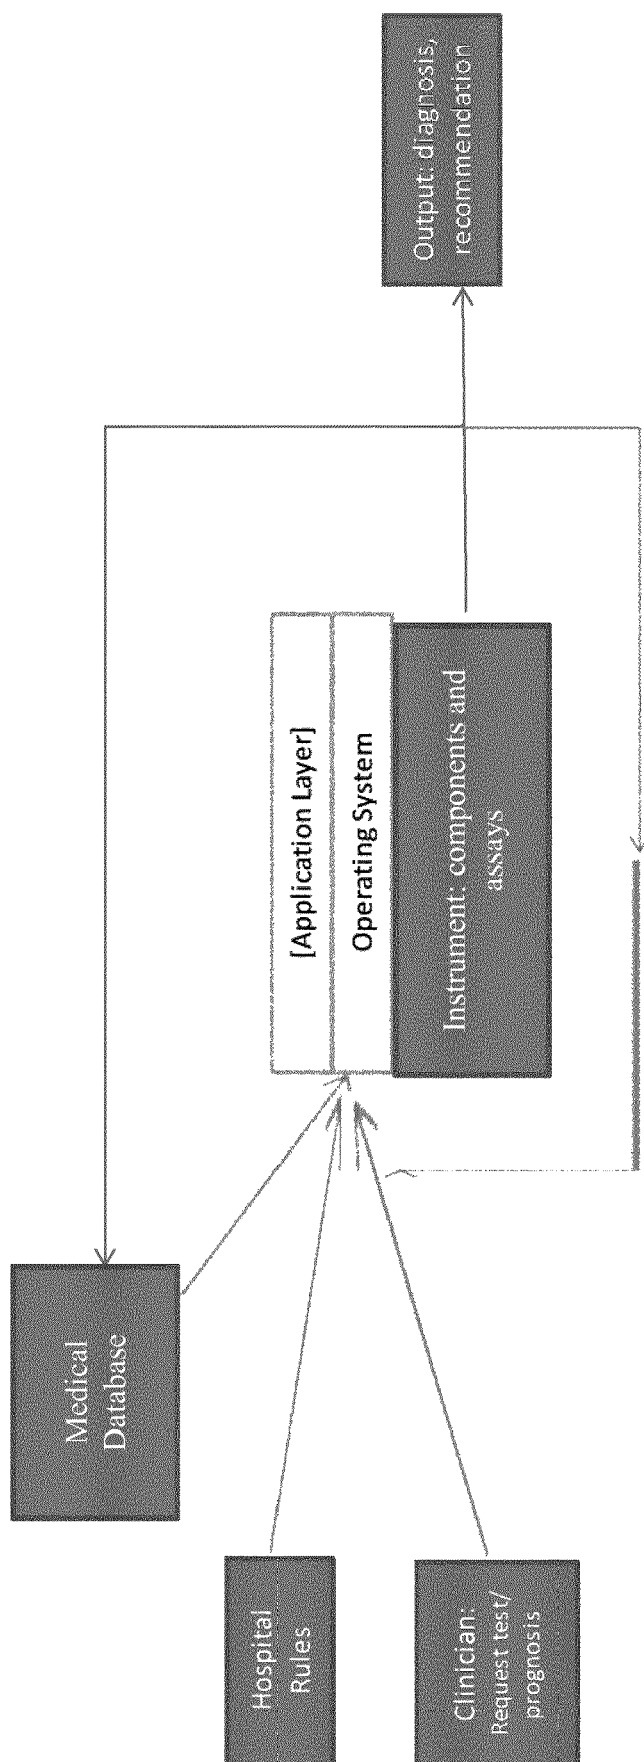 Medical
Database
Hospital
Rules
Clinician:
Request test/
prognosis
[Application Layer]
Operating System
Instrument: components and
assays
Output: diagnosis,
recommendation